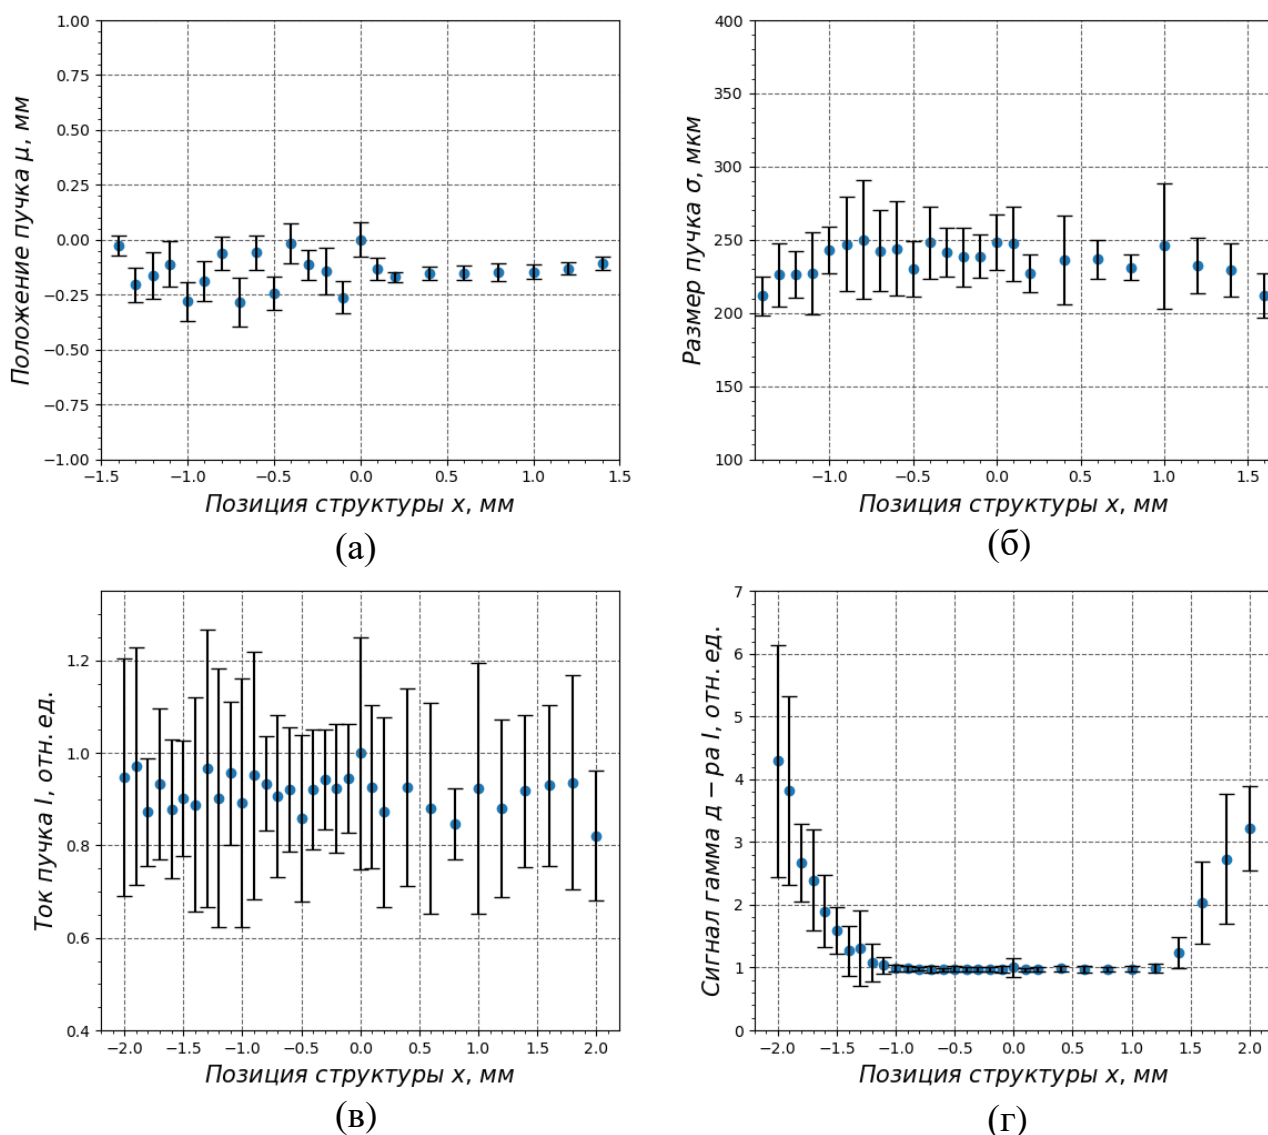 1.00
0.75
0.50
0.25
0.00
−0.25
−0.50
−0.75
−1.00
Положение пучка μ, мм
−1.5 −1.0 −0.5 0.0 0.5 1.0 1.5
Позиция структуры x, мм
(а)
400
350
300
250
200
150
100
Размер пучка σ, мкм
−1.0 −0.5 0.0 0.5 1.0 1.5
Позиция структуры x, мм
(б)
1.2
1.0
0.8
0.6
0.4
Ток пучка I, отн. ед.
−2.0 −1.5 −1.0 −0.5 0.0 0.5 1.0 1.5 2.0
Позиция структуры x, мм
(в)
7
6
5
4
3
2
1
0
Сигнал гамма д − ра I, отн. ед.
−2.0 −1.5 −1.0 −0.5 0.0 0.5 1.0 1.5 2.0
Позиция структуры x, мм
(г)